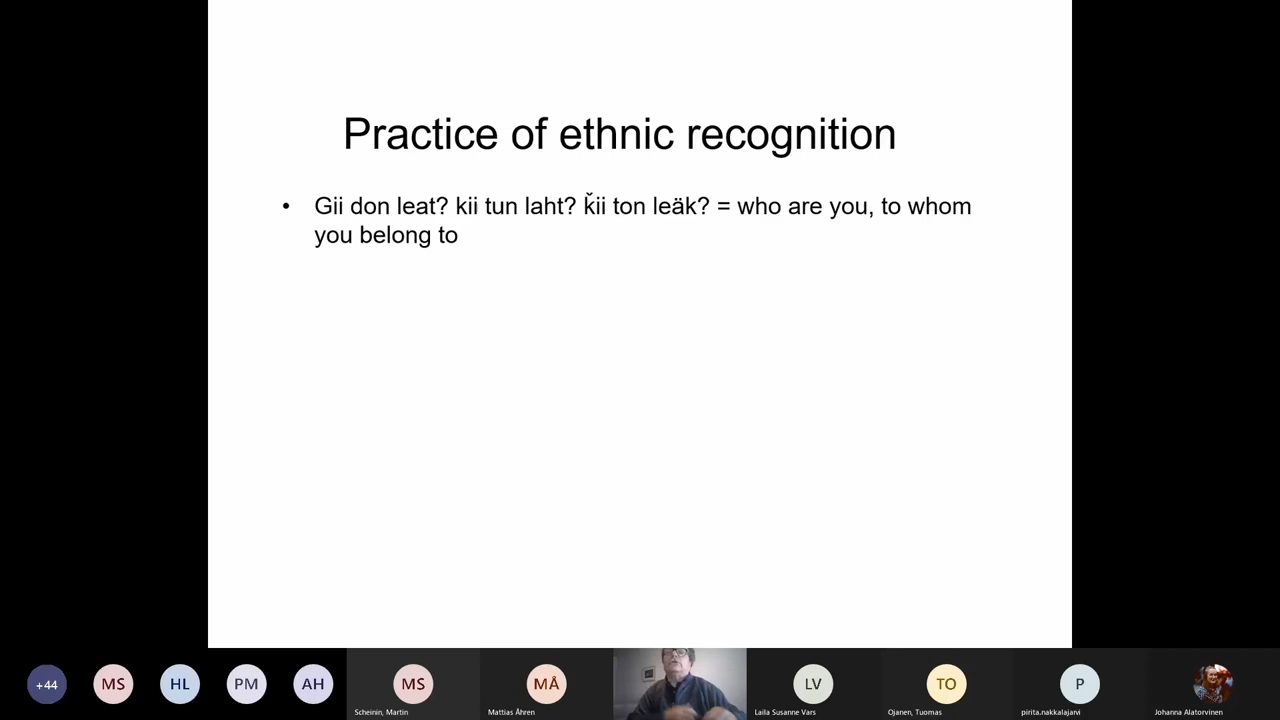 Practice of ethnic recognition
• Gii don leat? kii tun laht? ǩii ton leäk? = who are you, to whom
you belong to
+44
MS
HL
PM
AH
MS
MÅ
LV
TO
P
Scheinin, Martin
Mattias Åhren
Laila Susanne Vars
Ojanen, Tuomas
pirita.nakkalajarvi
Johanna Alatorvinen